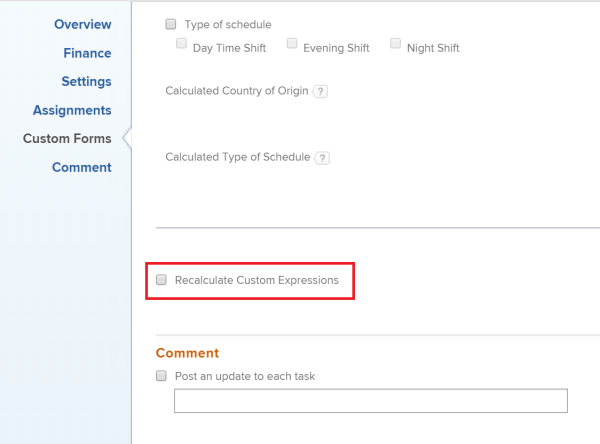 Overview
Finance
Settings
Assignments
Custom Forms
Comment
Type of schedule
Day Time Shift Evening Shift Night Shift
Calculated Country of Origin ?
Calculated Type of Schedule ?
Recalculate Custom Expressions
Comment
Post an update to each task